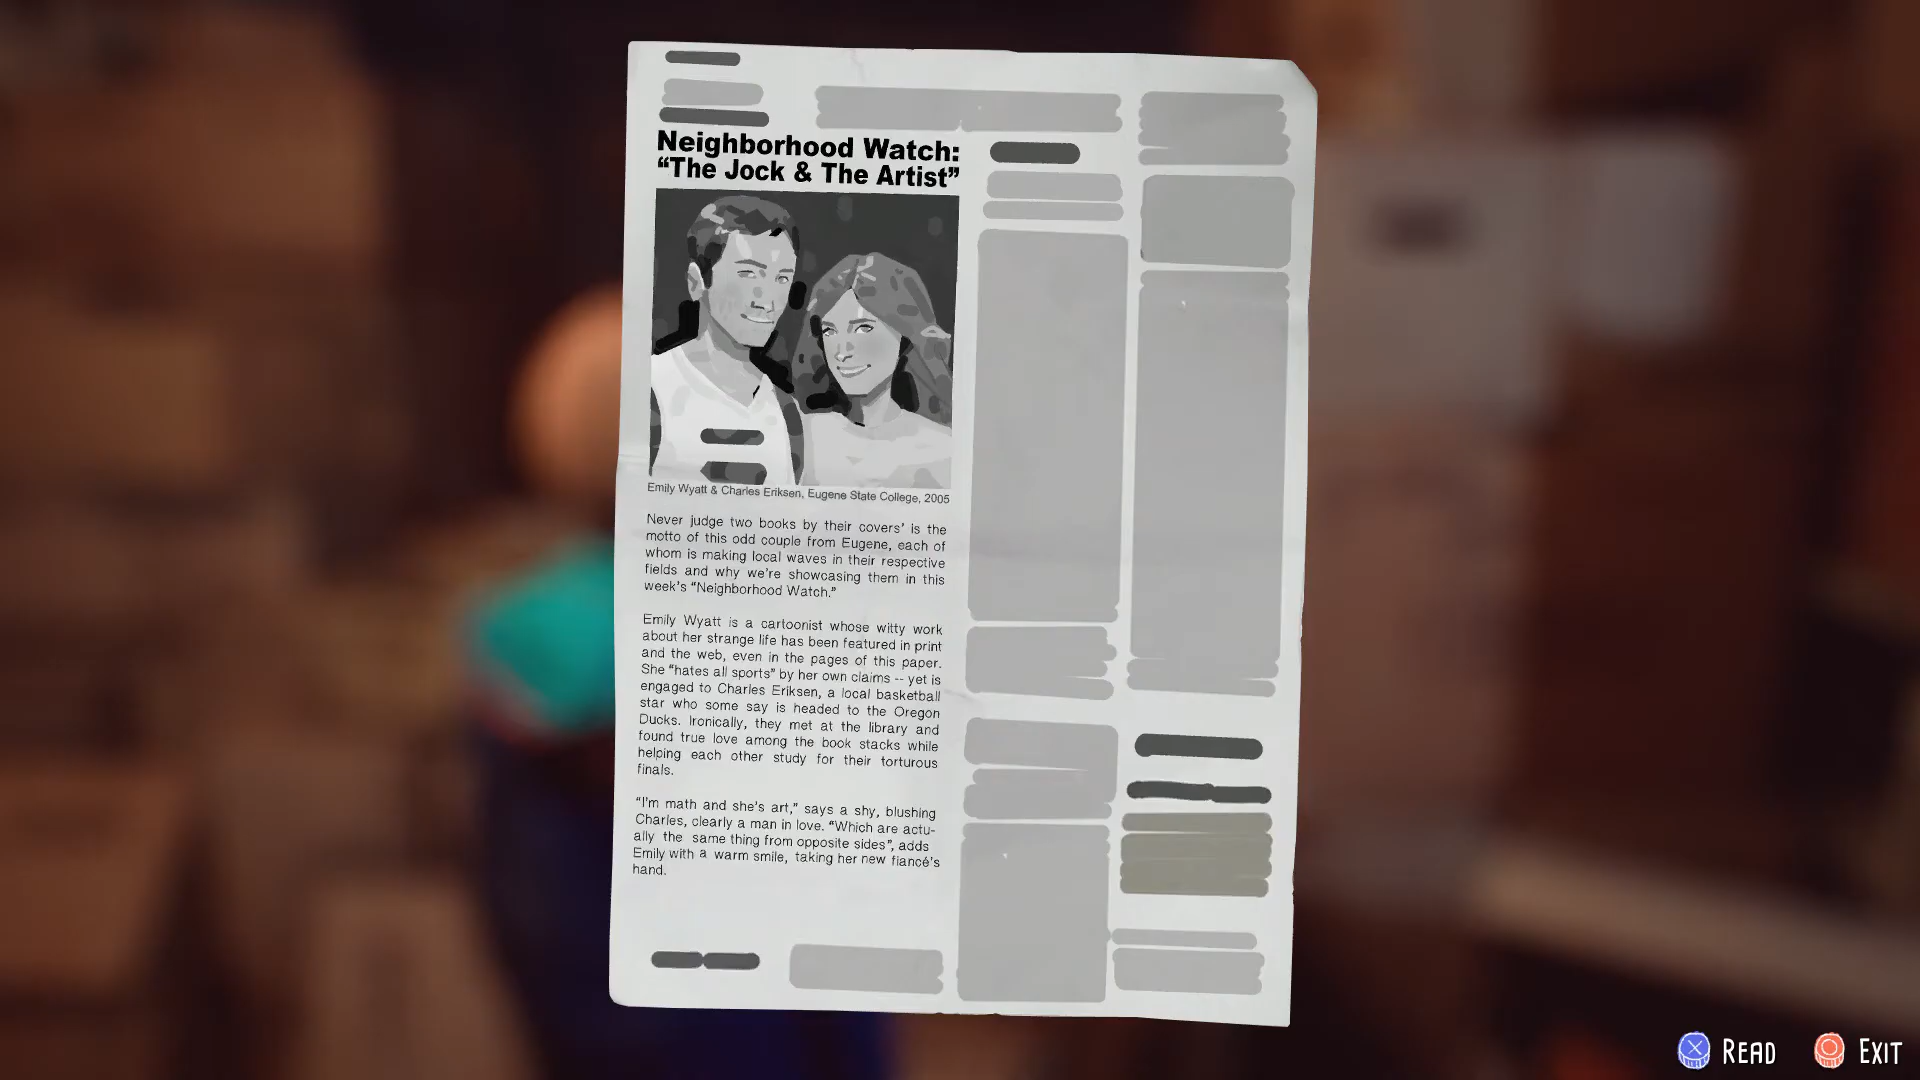 Neighborhood Watch:
“The Jock & The Artist”
Emily Wyatt & Charles Eriksen, Eugene State College, 2005
Never judge two books by their covers’ is the
motto of this odd couple from Eugene, each of
whom is making local waves in their respective
fields and why we’re showcasing them in this
week’s “Neighborhood Watch.”
Emily Wyatt is a cartoonist whose witty work
about her strange life has been featured in print
and the web, even in the pages of this paper.
She “hates all sports” by her own claims -- yet is
engaged to Charles Eriksen, a local basketball
star who some say is headed to the Oregon
Ducks. Ironically, they met at the library and
found true love among the book stacks while
helping each other study for their torturous
finals.
“I’m math and she’s art,” says a shy, blushing
Charles, clearly a man in love. “Which are actu-
ally the same thing from opposite sides”, adds
Emily with a warm smile, taking her new fiancé’s
hand.
READ
EXIT